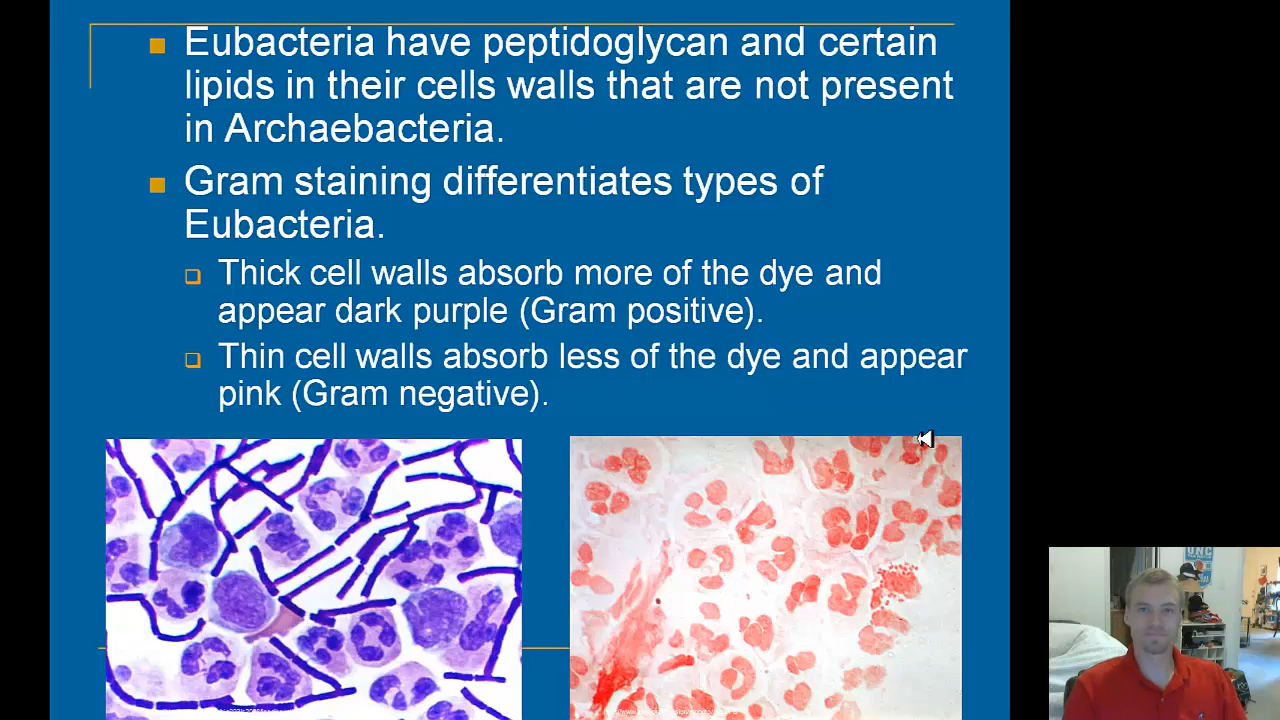 Eubacteria have peptidoglycan and certain
lipids in their cells walls that are not present
in Archaebacteria.
Gram staining differentiates types of
Eubacteria.
Thick cell walls absorb more of the dye and
appear dark purple (Gram positive).
Thin cell walls absorb less of the dye and appear
pink (Gram negative).
UNC